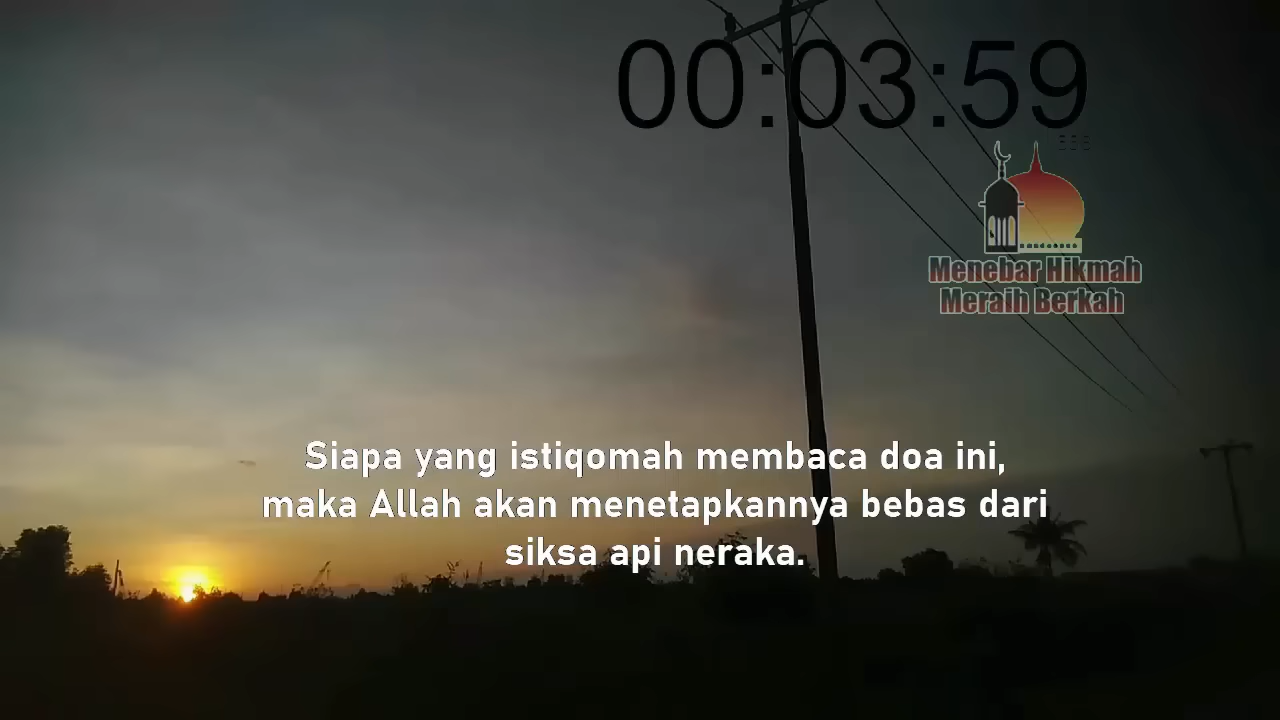 00:03:59
Menebar Hikmah
Meraih Berkah
Siapa yang istiqomah membaca doa ini,
maka Allah akan menetapkannya bebas dari
siksa api neraka.